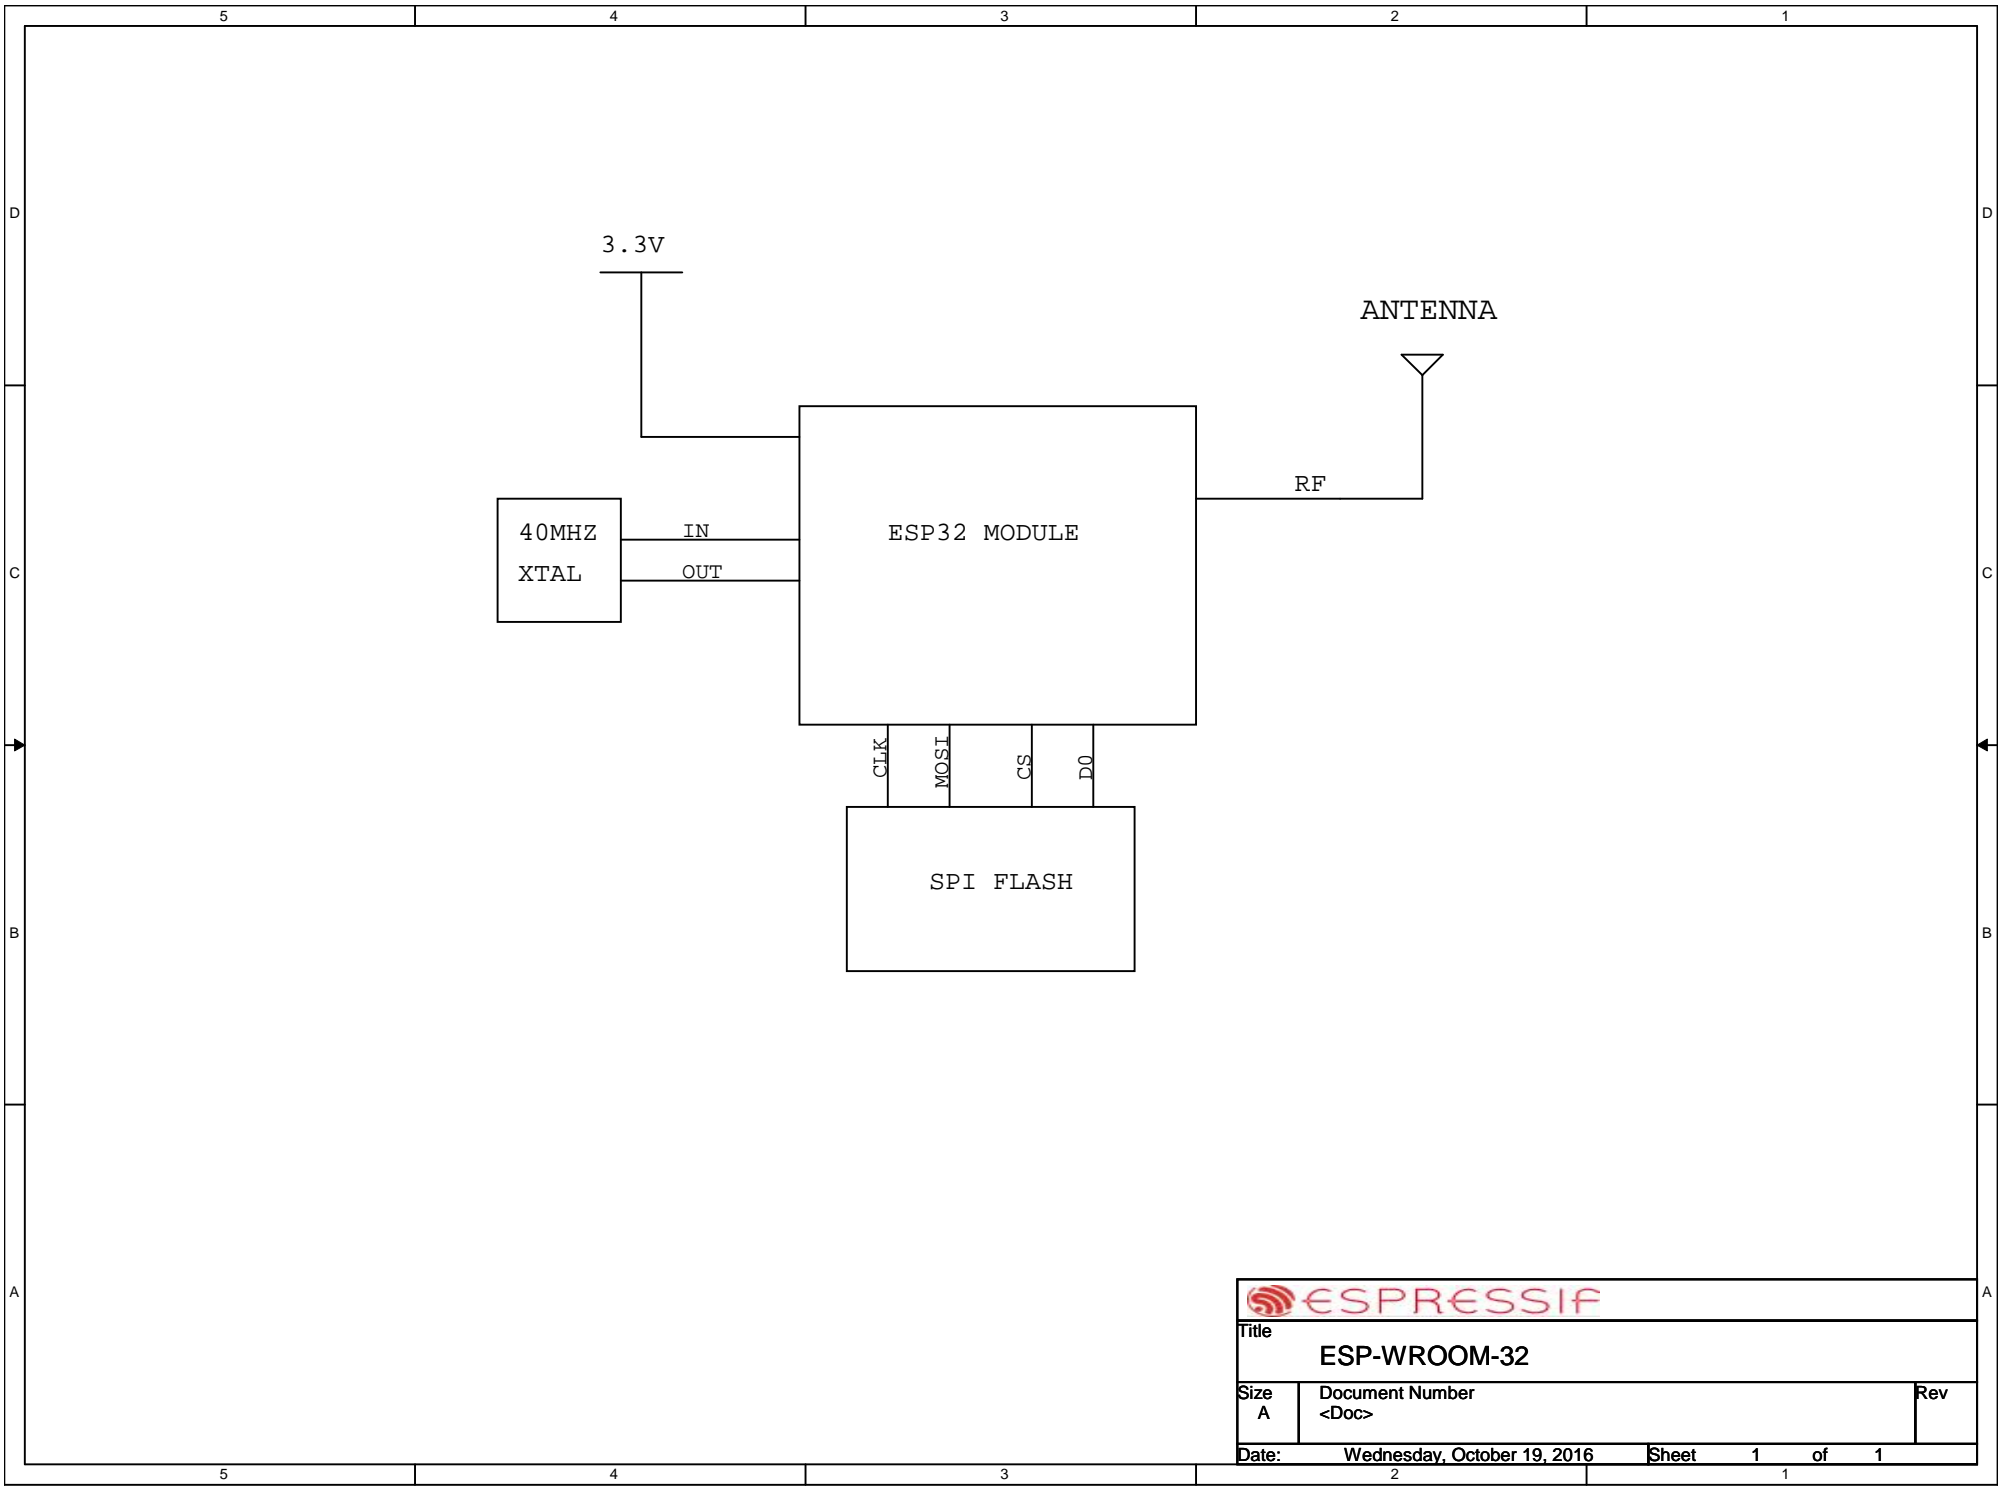 5 4 3 2 1
D D
3.3V
ANTENNA
RF
40MHZ
XTAL
IN
OUT
ESP32 MODULE
C C
CLK
MOSI
CS
D0
SPI FLASH
B B
A A
ESPRESSIF
Title
ESP-WROOM-32
Size
A
Document Number
<Doc>
Rev
Date: Wednesday, October 19, 2016 Sheet 1 of 1
5 4 3 2 1